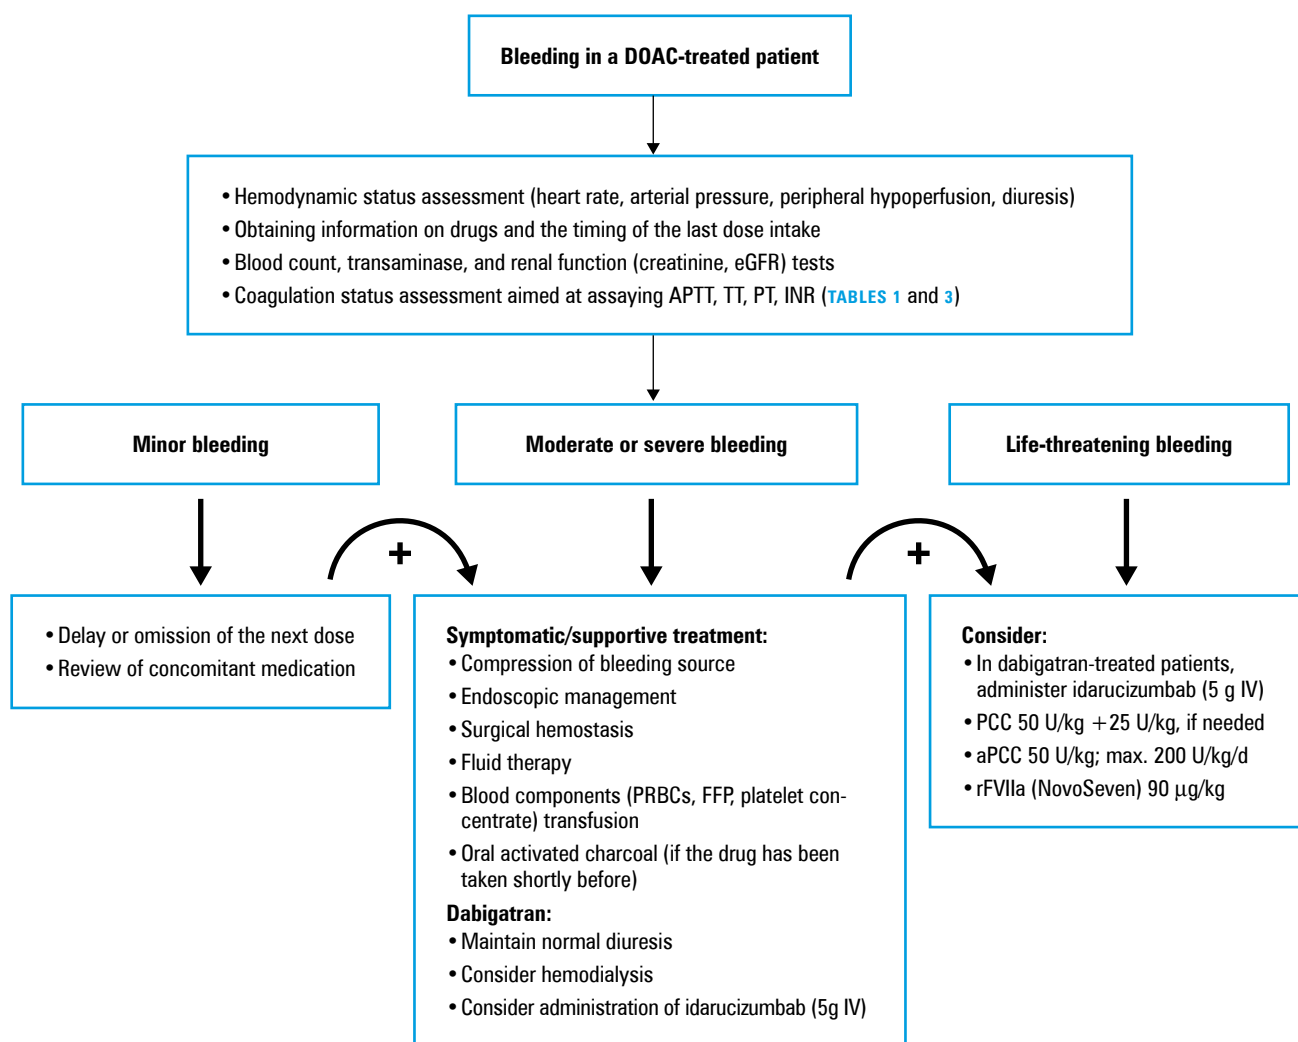 Bleeding in a DOAC-treated patient
• Hemodynamic status assessment (heart rate, arterial pressure, peripheral hypoperfusion, diuresis)
• Obtaining information on drugs and the timing of the last dose intake
• Blood count, transaminase, and renal function (creatinine, eGFR) tests
• Coagulation status assessment aimed at assaying APTT, TT, PT, INR (TABLES 1 and 3)
Minor bleeding
Moderate or severe bleeding
Life-threatening bleeding
+
+
• Delay or omission of the next dose
• Review of concomitant medication
Symptomatic/supportive treatment:
• Compression of bleeding source
• Endoscopic management
• Surgical hemostasis
• Fluid therapy
• Blood components (PRBCs, FFP, platelet con-
centrate) transfusion
• Oral activated charcoal (if the drug has been
taken shortly before)
Dabigatran:
• Maintain normal diuresis
• Consider hemodialysis
• Consider administration of idarucizumbab (5g IV)
Consider:
• In dabigatran-treated patients,
administer idarucizumbab (5 g IV)
• PCC 50 U/kg +25 U/kg, if needed
• aPCC 50 U/kg; max. 200 U/kg/d
• rFVIIa (NovoSeven) 90 μg/kg